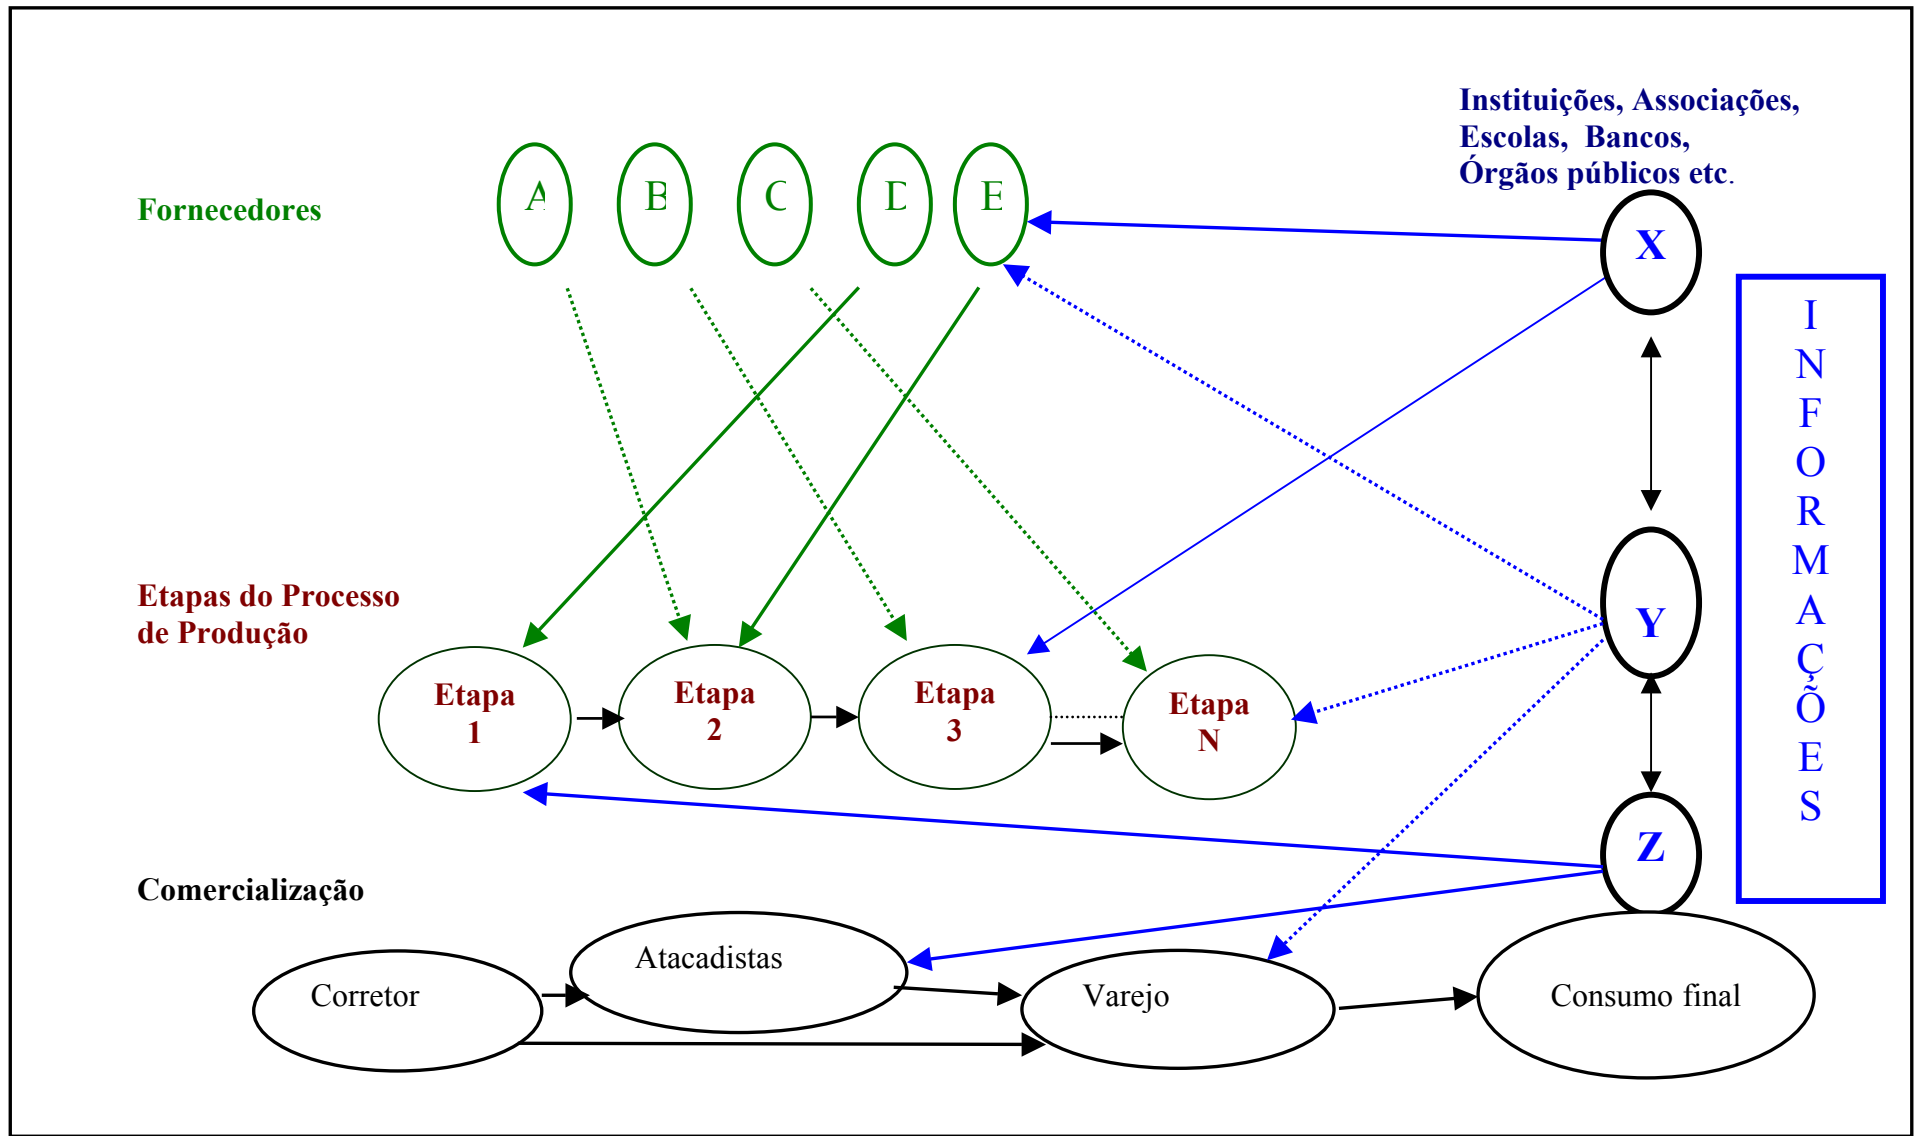 Instituições, Associações,
Escolas, Bancos,
Órgãos públicos etc.
A
B
C
D
E
Fornecedores
X
I
N
F
O
R
M
A
Ç
Õ
E
S
Etapas do Processo
de Produção
Y
Etapa
1
Etapa
2
Etapa
3
Etapa
N
Z
Comercialização
Corretor
Atacadistas
Varejo
Consumo final